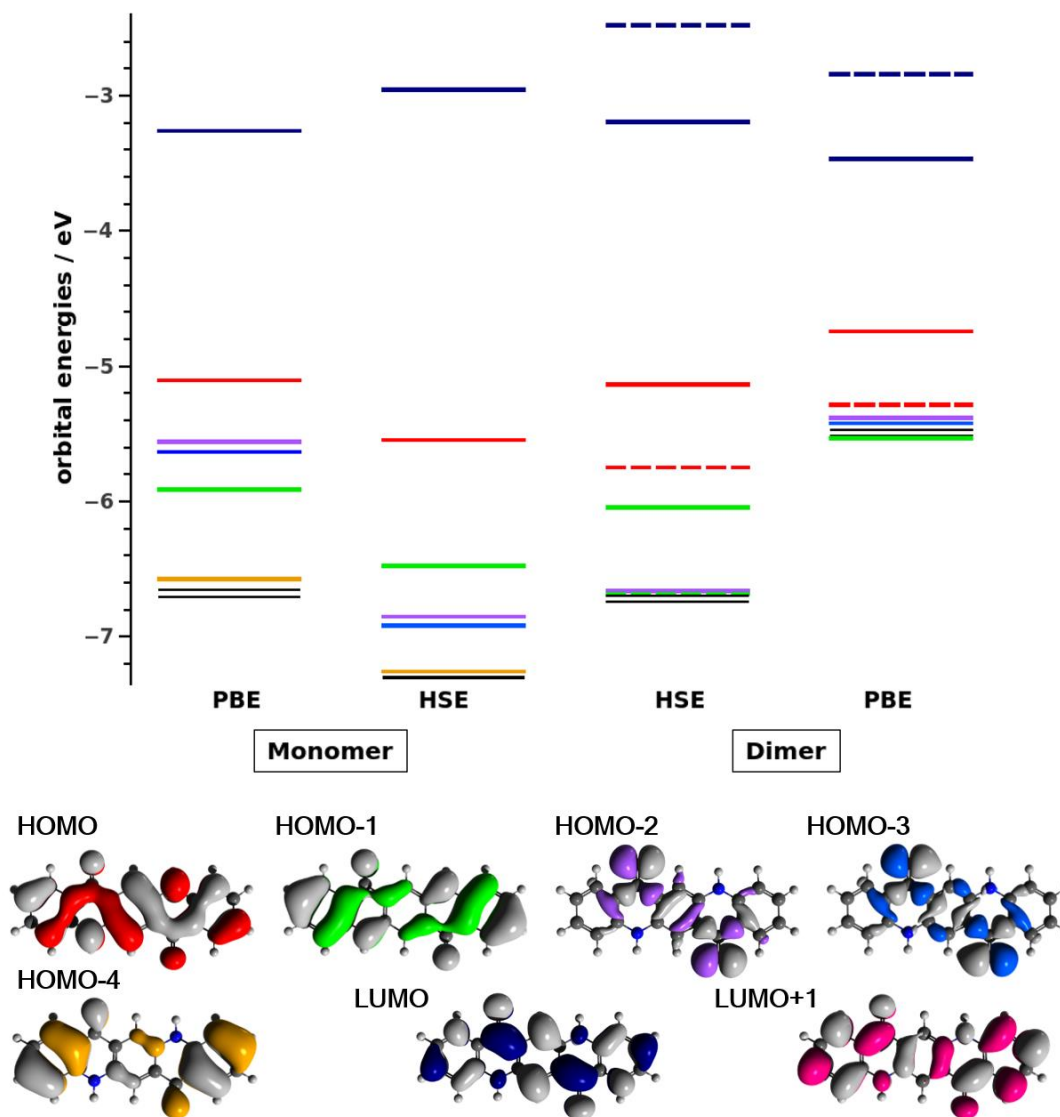 orbital energies / eV
−3
−4
−5
−6
−7
PBE HSE HSE PBE
Monomer Dimer
HOMO HOMO-1 HOMO-2 HOMO-3
HOMO-4 LUMO LUMO+1